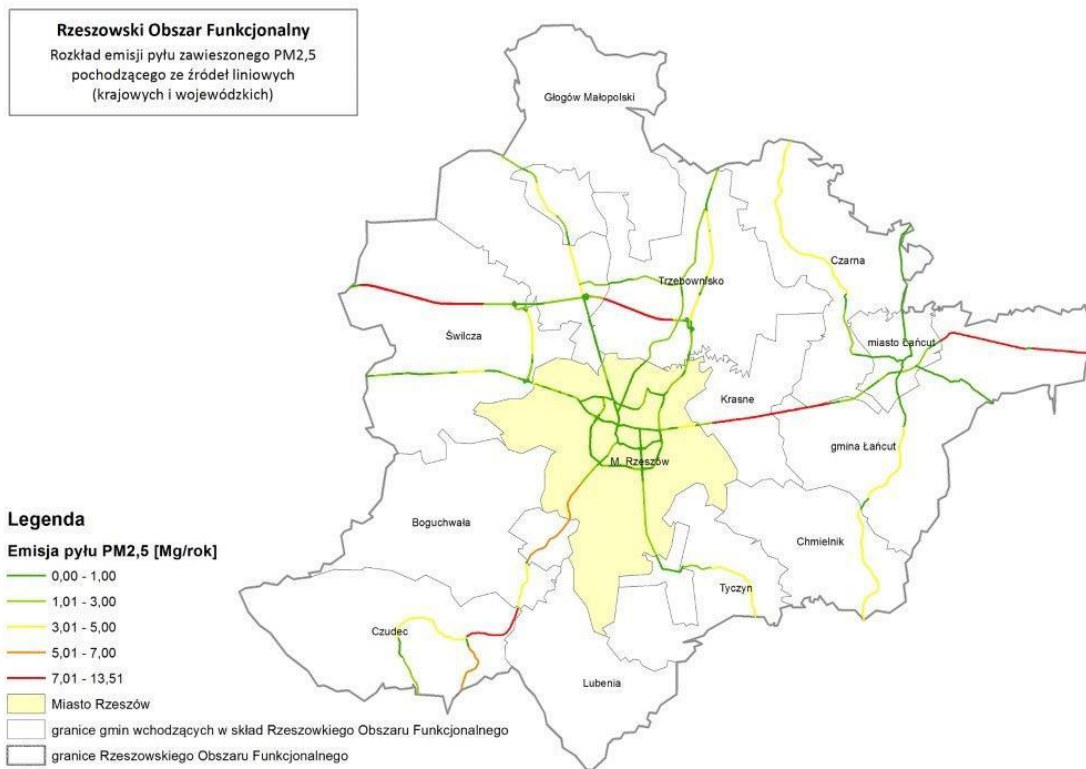 Rzeszowski Obszar Funkcjonalny
Rozkład emisji pyłu zawieszonego PM2,5
pochodzącego ze źródeł liniowych
(krajowych i wojewódzkich)
Głogów Małopolski
Trzebownisko
Czarna
Świlcza
miasto Łańcut
Krasne
gmina Łańcut
M. Rzeszów
Boguchwała
Chmielnik
Tyczyn
Czudec
Lubenia
Legenda
Emisja pyłu PM2,5 [Mg/rok]
0,00 - 1,00
1,01 - 3,00
3,01 - 5,00
5,01 - 7,00
7,01 - 13,51
Miasto Rzeszów
granice gmin wchodzących w skład Rzeszowkiego Obszaru Funkcjonalnego
granice Rzeszowskiego Obszaru Funkcjonalnego